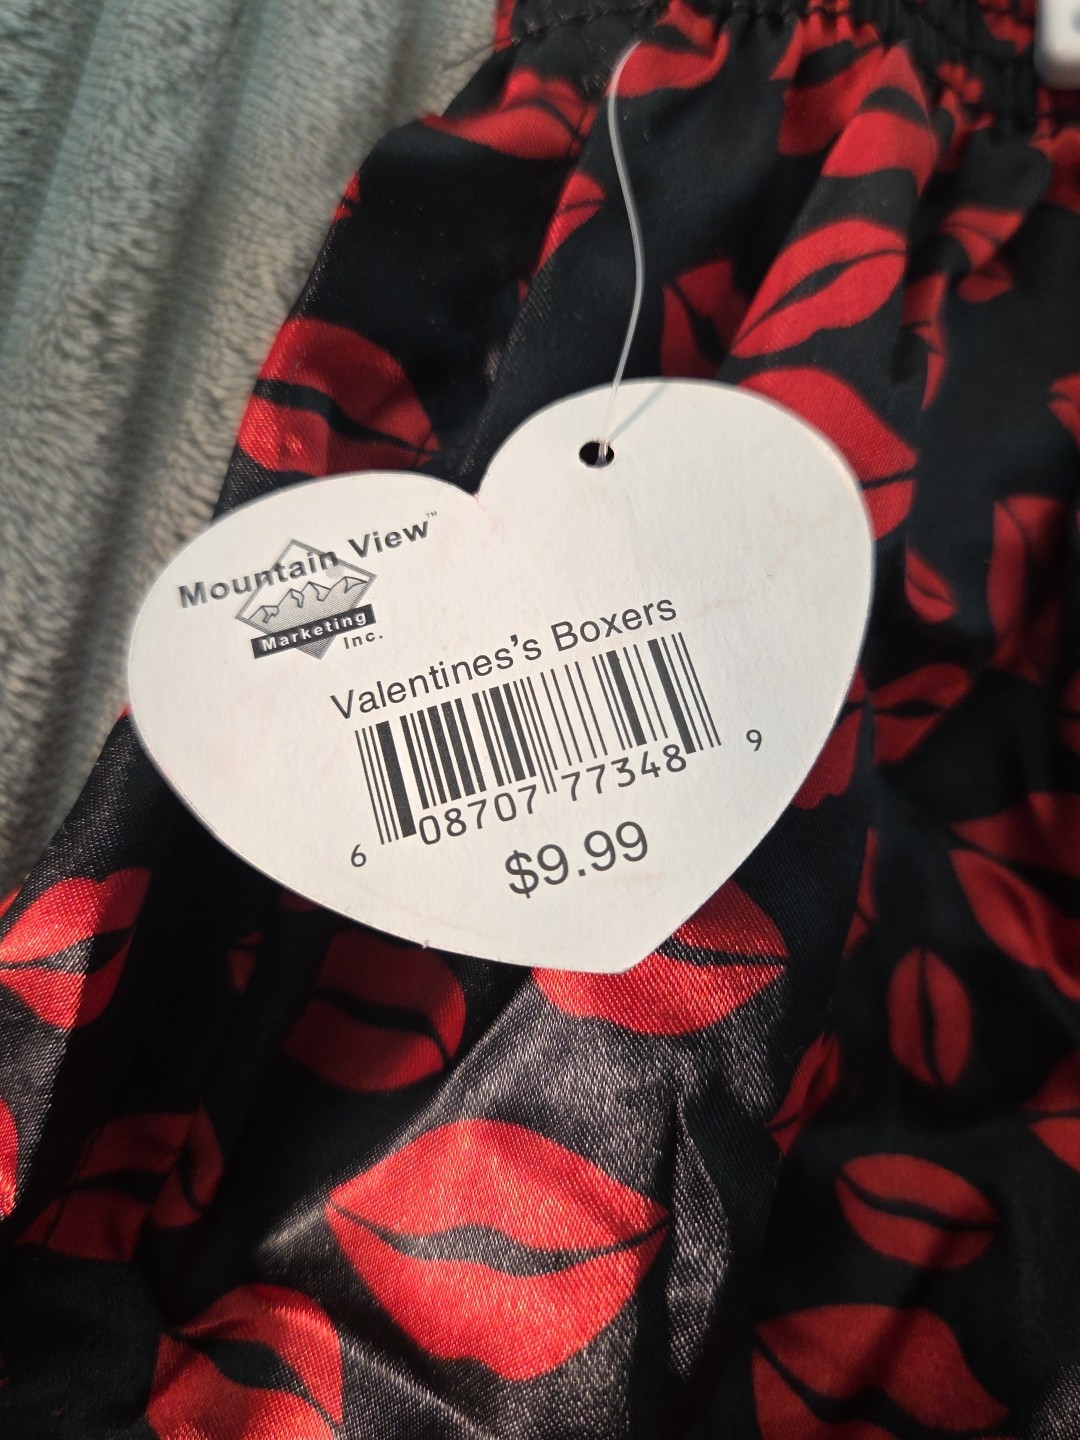 Mountain View™
Marketing
Inc.
Valentines's Boxers
6 08707 77348 9
$9.99